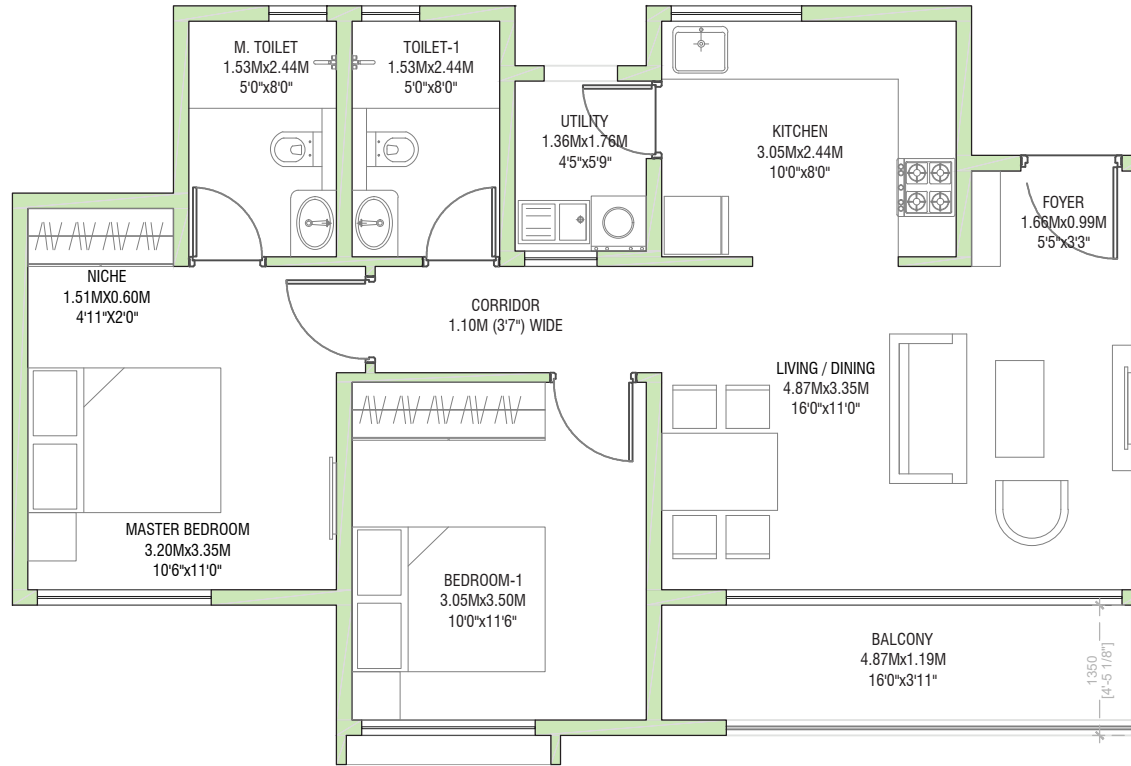 M. TOILET
1.53Mx2.44M
5'0"x8'0"
TOILET-1
1.53Mx2.44M
5'0"x8'0"
UTILITY
1.36Mx1.76M
4'5"x5'9"
KITCHEN
3.05Mx2.44M
10'0"x8'0"
FOYER
1.66Mx0.99M
5'5"x3'3"
NICHE
1.51MX0.60M
4'11"X2'0"
CORRIDOR
1.10M (3'7") WIDE
LIVING / DINING
4.87Mx3.35M
16'0"x11'0"
MASTER BEDROOM
3.20Mx3.35M
10'6"x11'0"
BEDROOM-1
3.05Mx3.50M
10'0"x11'6"
BALCONY
4.87Mx1.19M
16'0"x3'11"
1350
[4'-5 1/8"]